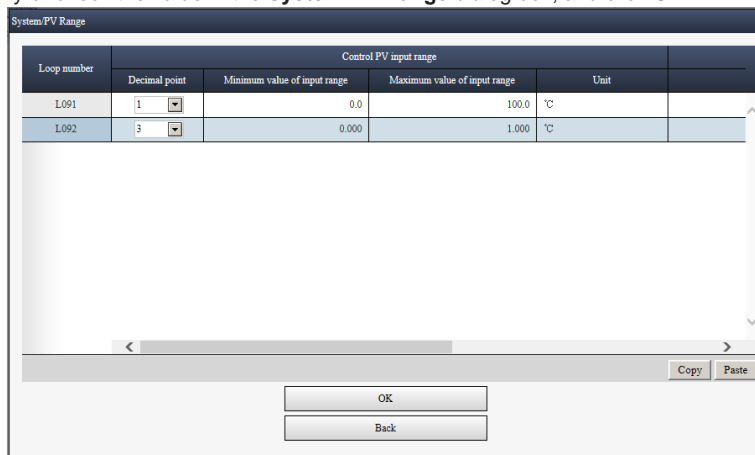 System/PV Range
Loop number
Control PV input range
Decimal point Minimum value of input range Maximum value of input range Unit
L091 1 0.0 100.0 °C
L092 3 0.000 1.000 °C
Copy Paste
OK
Back